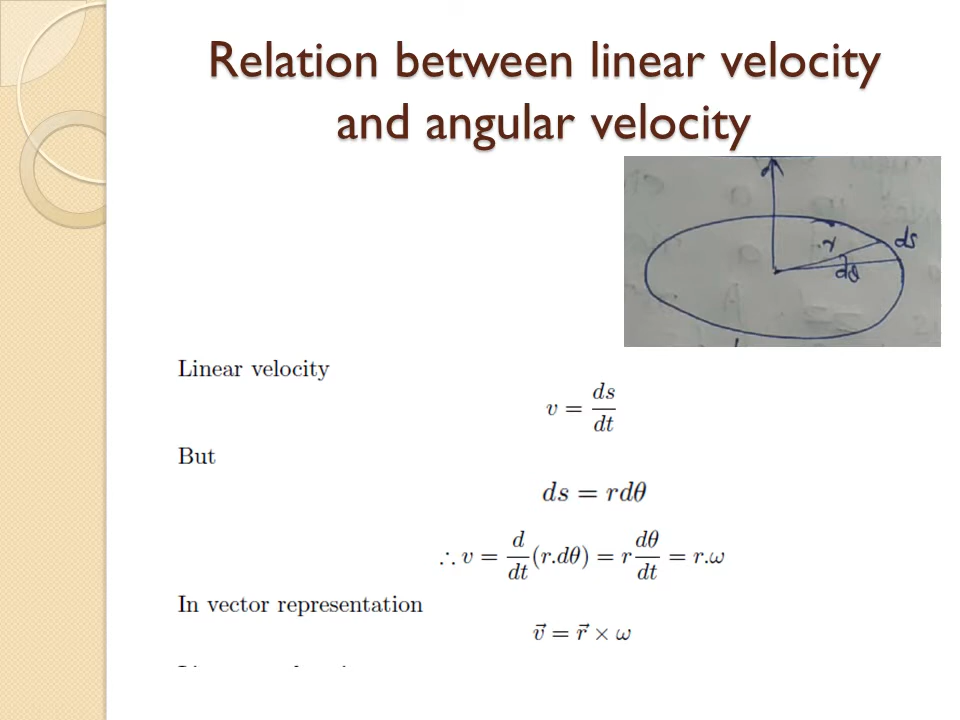 Relation between linear velocity
and angular velocity
r
ds
dθ
Linear velocity
v = ds/dt
But
ds = rdθ
∴ v = d/dt (r.dθ) = r dθ/dt = r.ω
In vector representation
v⃗ = r⃗ × ω